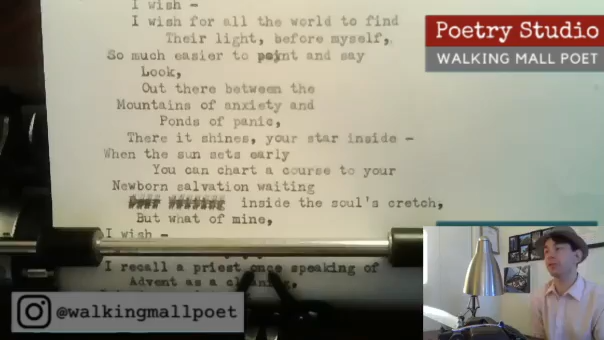 I wish -
I wish for all the world to find
Their light, before myself,
So much easier to point and say
Look,
Out there between the
Mountains of anxiety and
Ponds of panic,
There it shines, your star inside -
When the sun sets early
You can chart a course to your
Newborn salvation waiting
inside the soul's cretch,
But what of mine,
I wish -
I recall a priest once speaking of
Advent as a
Poetry Studio
WALKING MALL POET
@walkingmallpoet